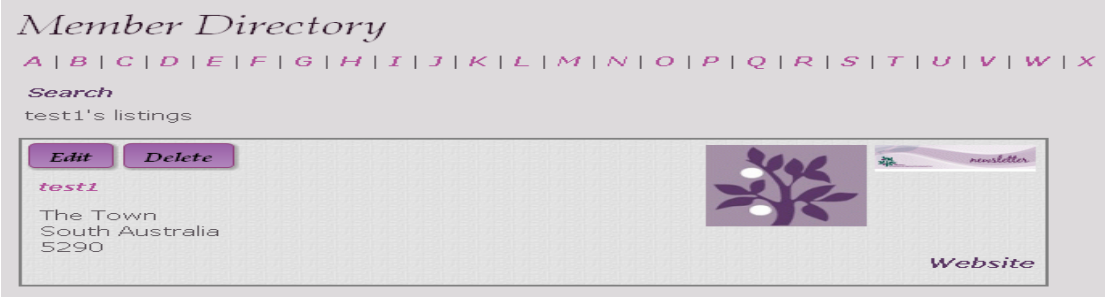 Member Directory
A | B | C | D | E | F | G | H | I | J | K | L | M | N | O | P | Q | R | S | T | U | V | W | X
Search
test1's listings
Edit Delete
newsletter
test1
The Town
South Australia
5290
Website